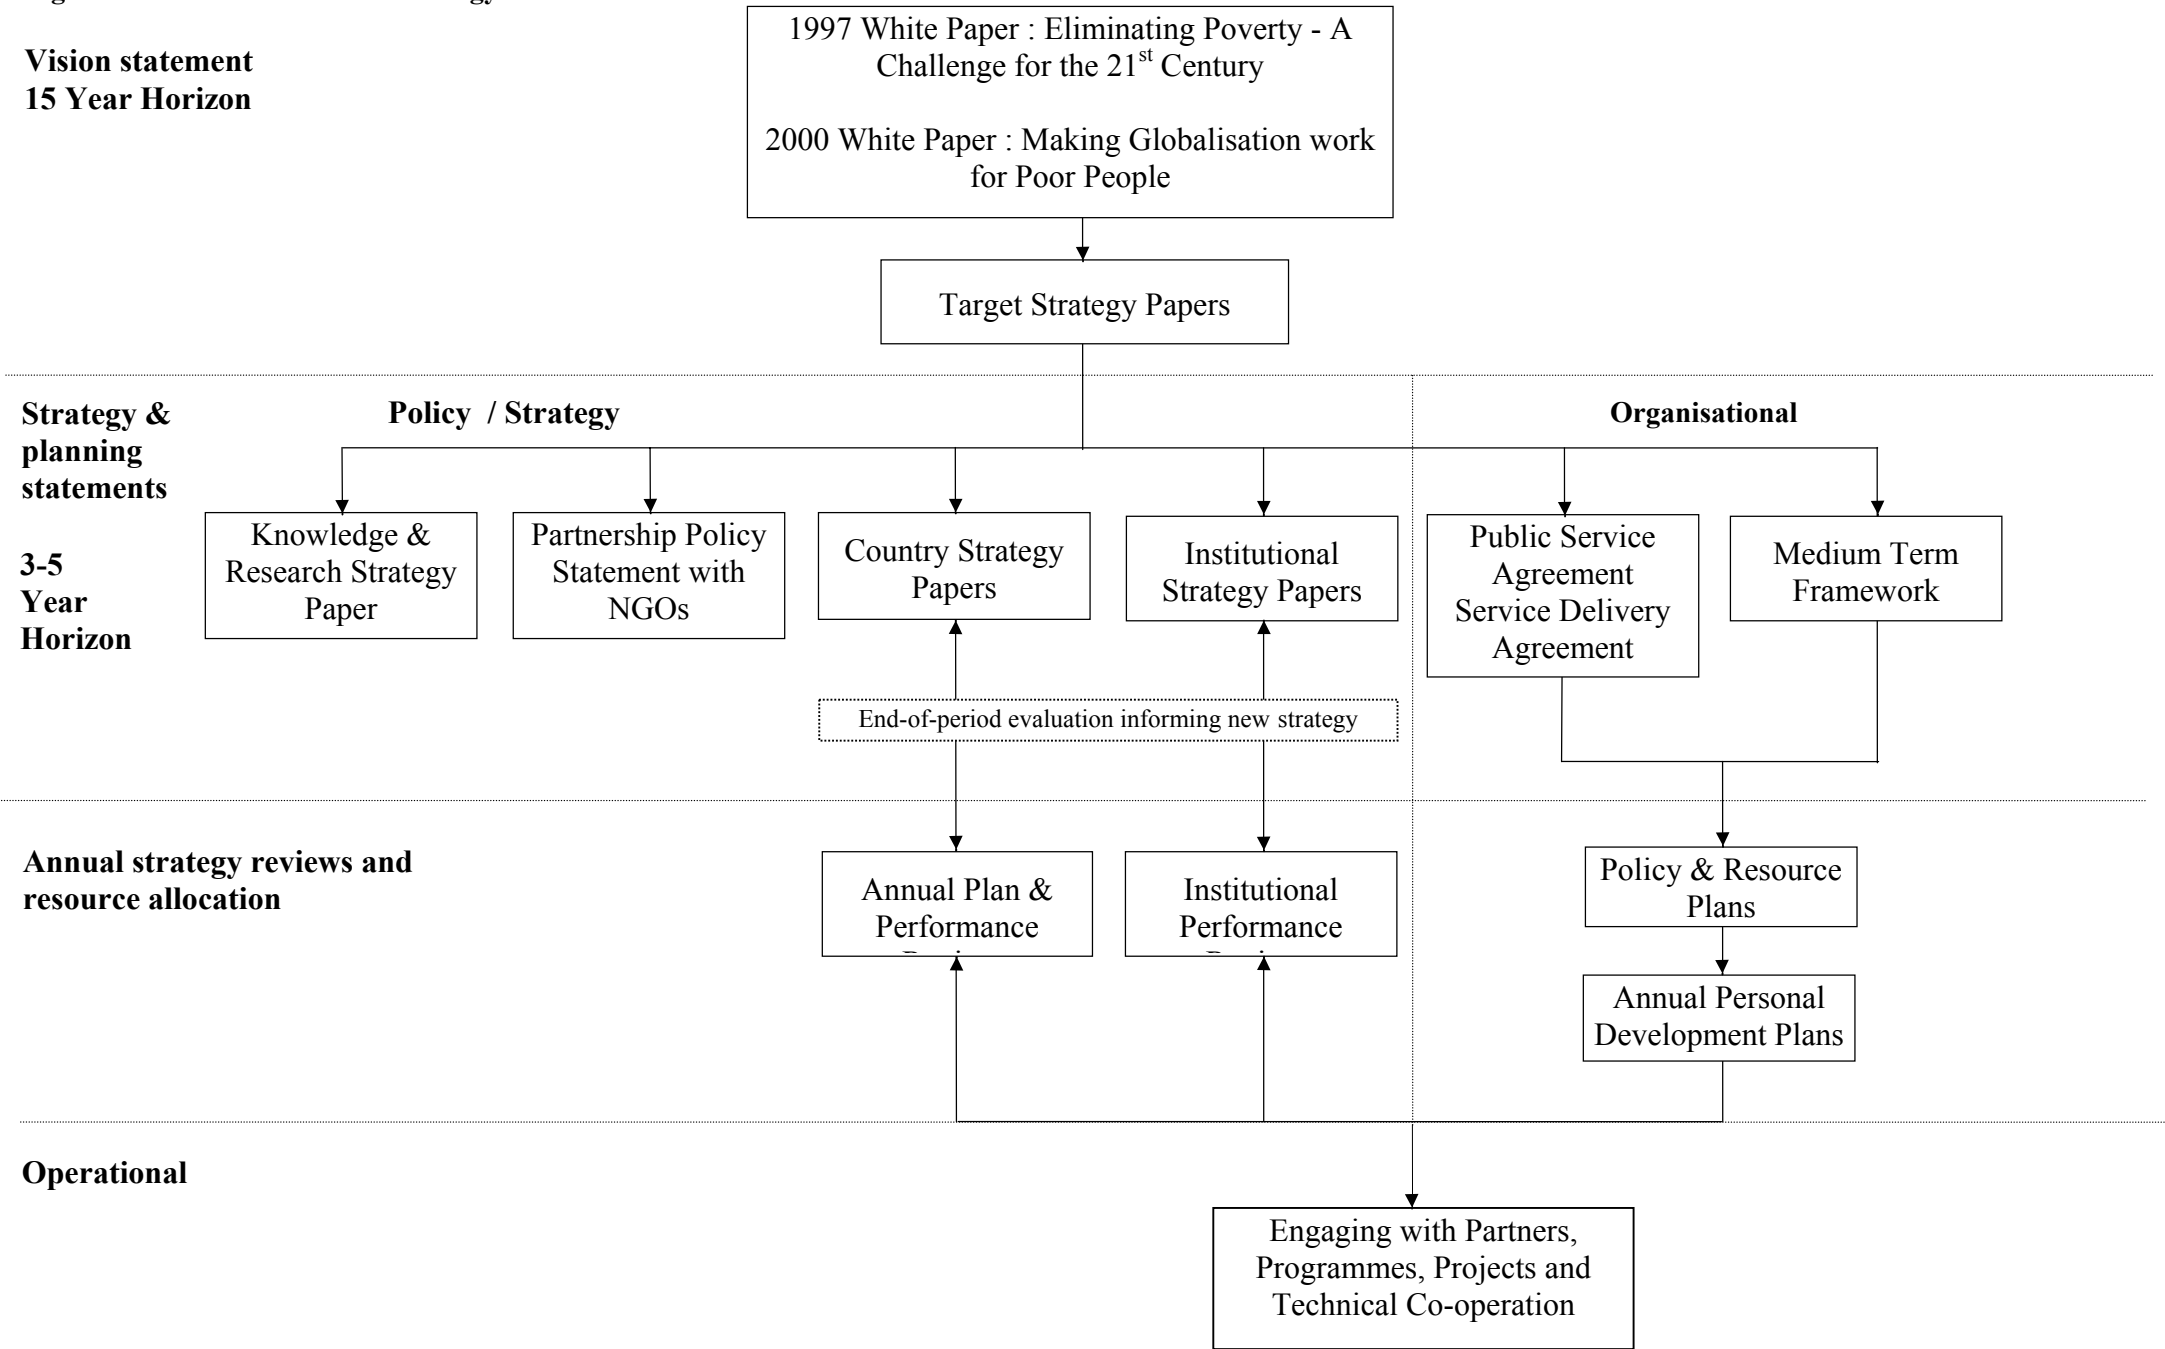 1997 White Paper : Eliminating Poverty - A
Challenge for the 21st Century
2000 White Paper : Making Globalisation work
for Poor People
Vision statement
15 Year Horizon
Target Strategy Papers
Strategy &
planning
statements
3-5
Year
Horizon
Policy / Strategy
Organisational
Knowledge &
Research Strategy
Paper
Partnership Policy
Statement with
NGOs
Country Strategy
Papers
Institutional
Strategy Papers
Public Service
Agreement
Service Delivery
Agreement
Medium Term
Framework
End-of-period evaluation informing new strategy
Annual strategy reviews and
resource allocation
Annual Plan &
Performance
Institutional
Performance
Policy & Resource
Plans
Annual Personal
Development Plans
Operational
Engaging with Partners,
Programmes, Projects and
Technical Co-operation